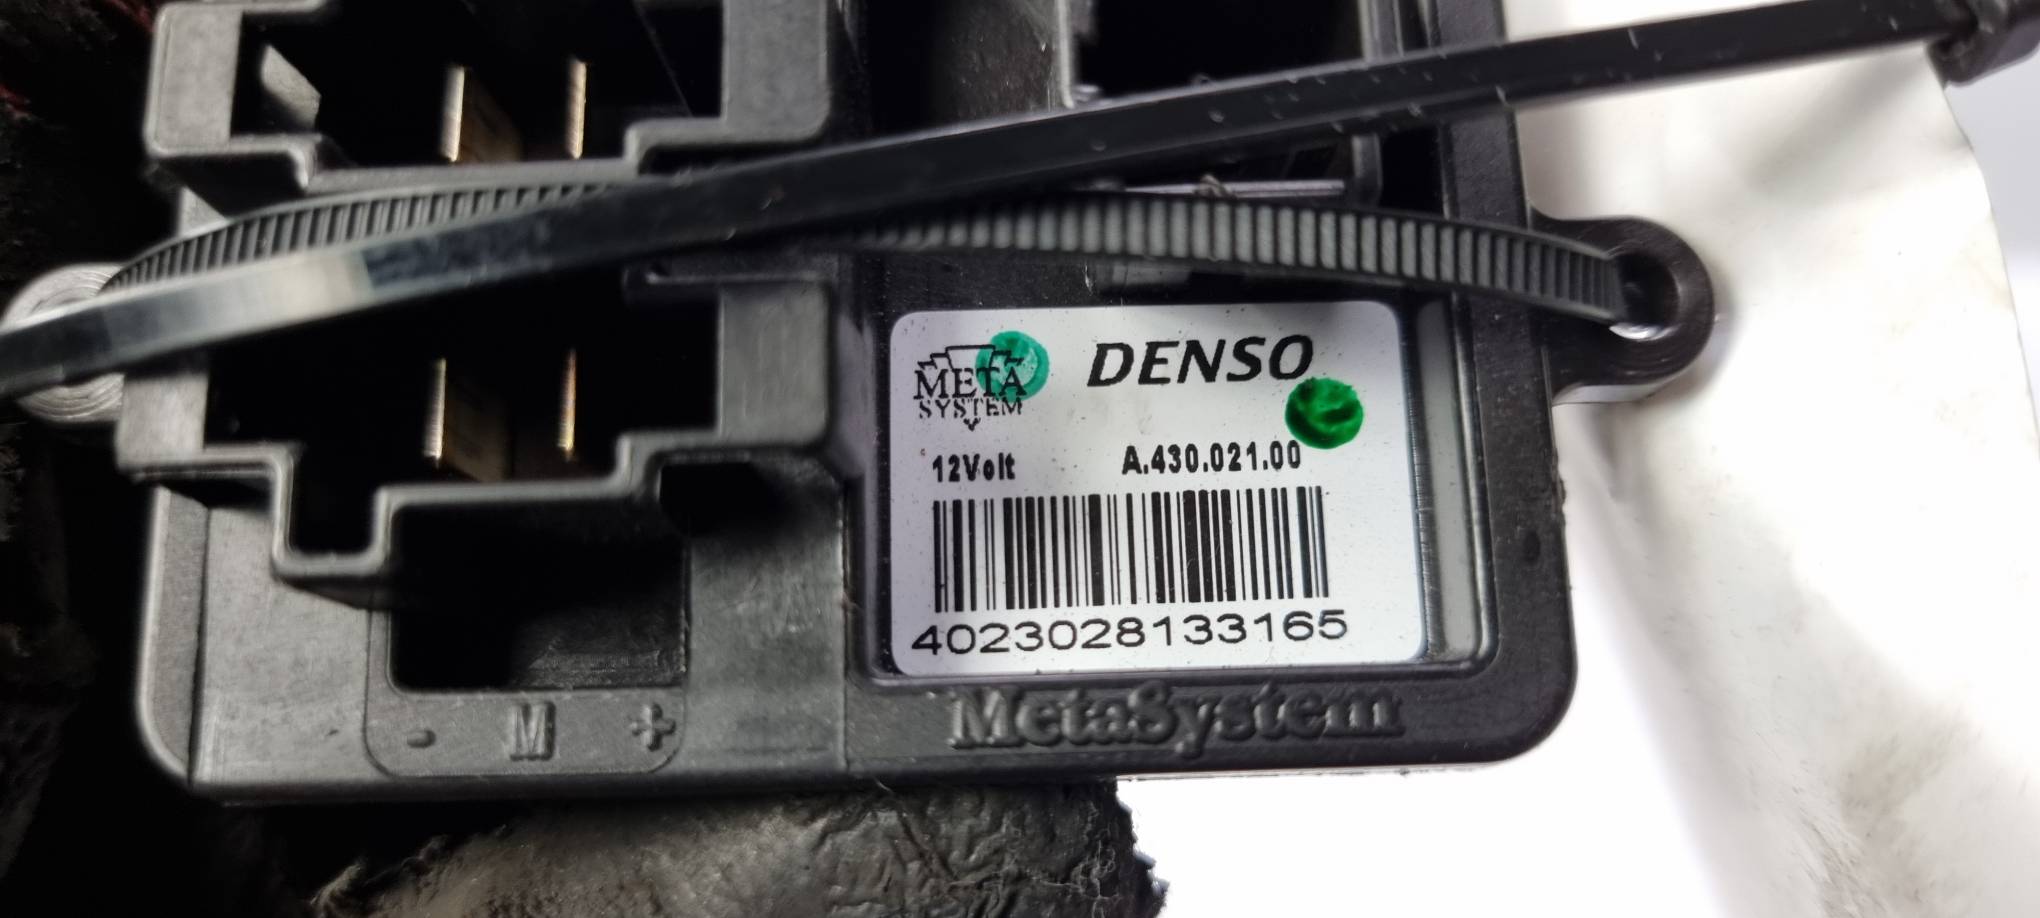 META
SYSTEM
DENSO
12Volt
A.430.021.00
4023028133165
MetaSystem
- M +